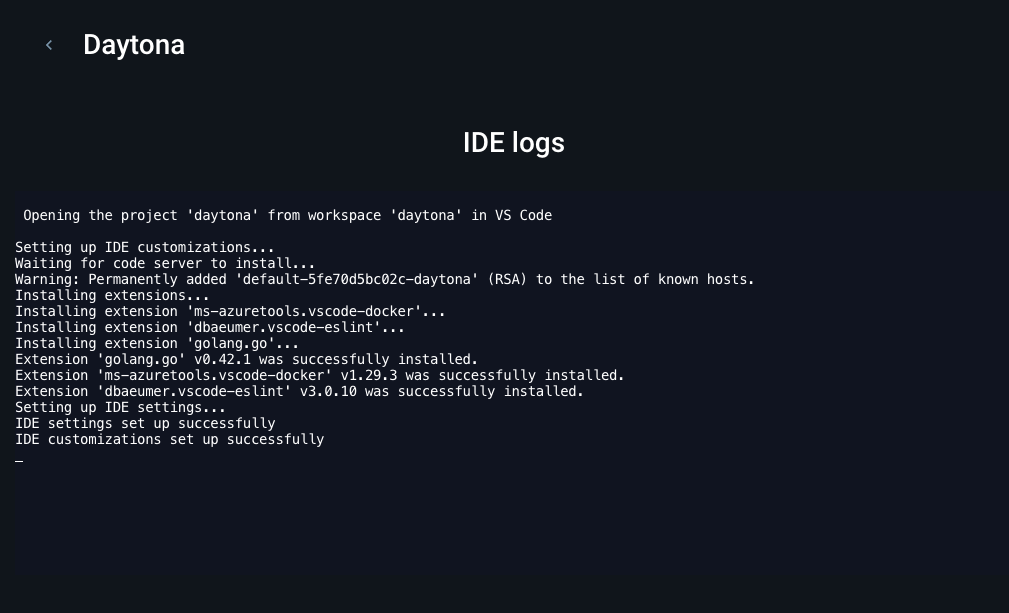 Daytona
IDE logs
Opening the project 'daytona' from workspace 'daytona' in VS Code
Setting up IDE customizations...
Waiting for code server to install...
Warning: Permanently added 'default-5fe70d5bc02c-daytona' (RSA) to the list of known hosts.
Installing extensions...
Installing extension 'ms-azuretools.vscode-docker'...
Installing extension 'dbaeumer.vscode-eslint'...
Installing extension 'golang.go'...
Extension 'golang.go' v0.42.1 was successfully installed.
Extension 'ms-azuretools.vscode-docker' v1.29.3 was successfully installed.
Extension 'dbaeumer.vscode-eslint' v3.0.10 was successfully installed.
Setting up IDE settings...
IDE settings set up successfully
IDE customizations set up successfully